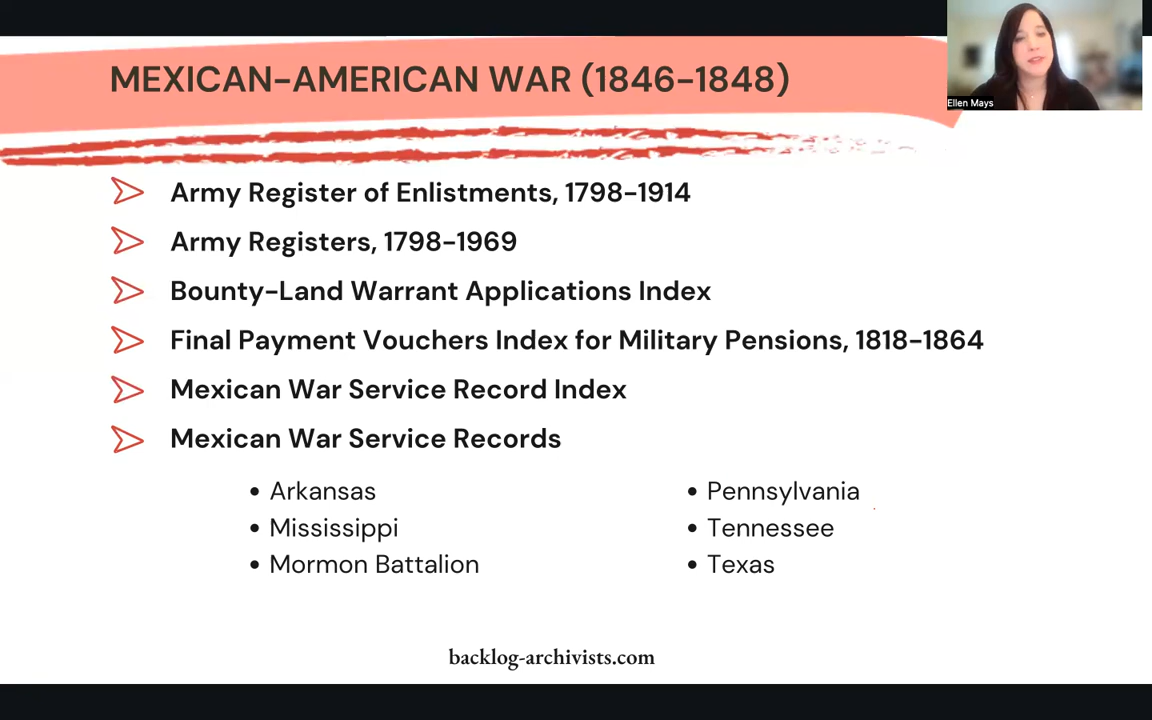 MEXICAN-AMERICAN WAR (1846-1848)
Ellen Mays
Army Register of Enlistments, 1798-1914
Army Registers, 1798-1969
Bounty-Land Warrant Applications Index
Final Payment Vouchers Index for Military Pensions, 1818-1864
Mexican War Service Record Index
Mexican War Service Records
• Arkansas
• Mississippi
• Mormon Battalion
• Pennsylvania
• Tennessee
• Texas
backlog-archivists.com